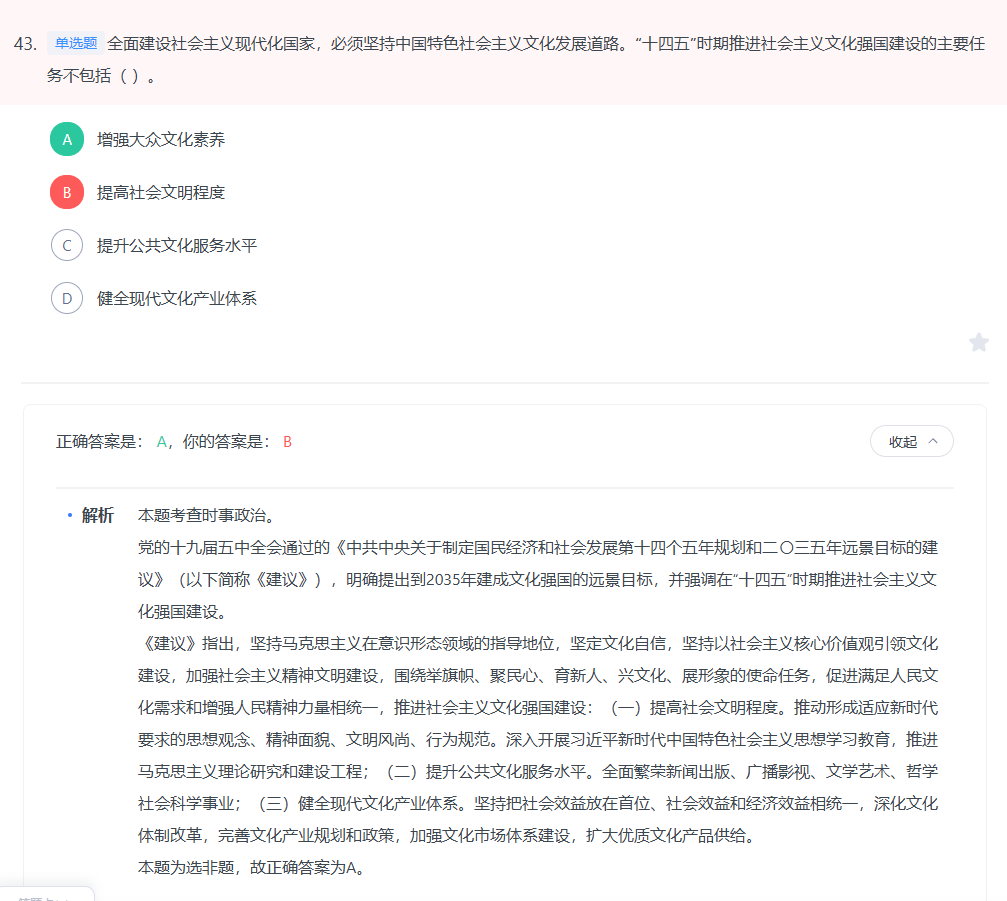 43. 单选题 全面建设社会主义现代化国家，必须坚持中国特色社会主义文化发展道路。“十四五”时期推进社会主义文化强国建设的主要任
务不包括（ ）。
A 增强大众文化素养
B 提高社会文明程度
C 提升公共文化服务水平
D 健全现代文化产业体系
正确答案是： A，你的答案是： B
收起
解析 本题考查时事政治。
党的十九届五中全会通过的《中共中央关于制定国民经济和社会发展第十四个五年规划和二〇三五年远景目标的建
议》（以下简称《建议》），明确提出到2035年建成文化强国的远景目标，并强调在“十四五”时期推进社会主义文
化强国建设。
《建议》指出，坚持马克思主义在意识形态领域的指导地位，坚定文化自信，坚持以社会主义核心价值观引领文化
建设，加强社会主义精神文明建设，围绕举旗帜、聚民心、育新人、兴文化、展形象的使命任务，促进满足人民文
化需求和增强人民精神力量相统一，推进社会主义文化强国建设：（一）提高社会文明程度。推动形成适应新时代
要求的思想观念、精神面貌、文明风尚、行为规范。深入开展习近平新时代中国特色社会主义思想学习教育，推进
马克思主义理论研究和建设工程；（二）提升公共文化服务水平。全面繁荣新闻出版、广播影视、文学艺术、哲学
社会科学事业；（三）健全现代文化产业体系。坚持把社会效益放在首位、社会效益和经济效益相统一，深化文化
体制改革，完善文化产业规划和政策，加强文化市场体系建设，扩大优质文化产品供给。
本题为选非题，故正确答案为A。